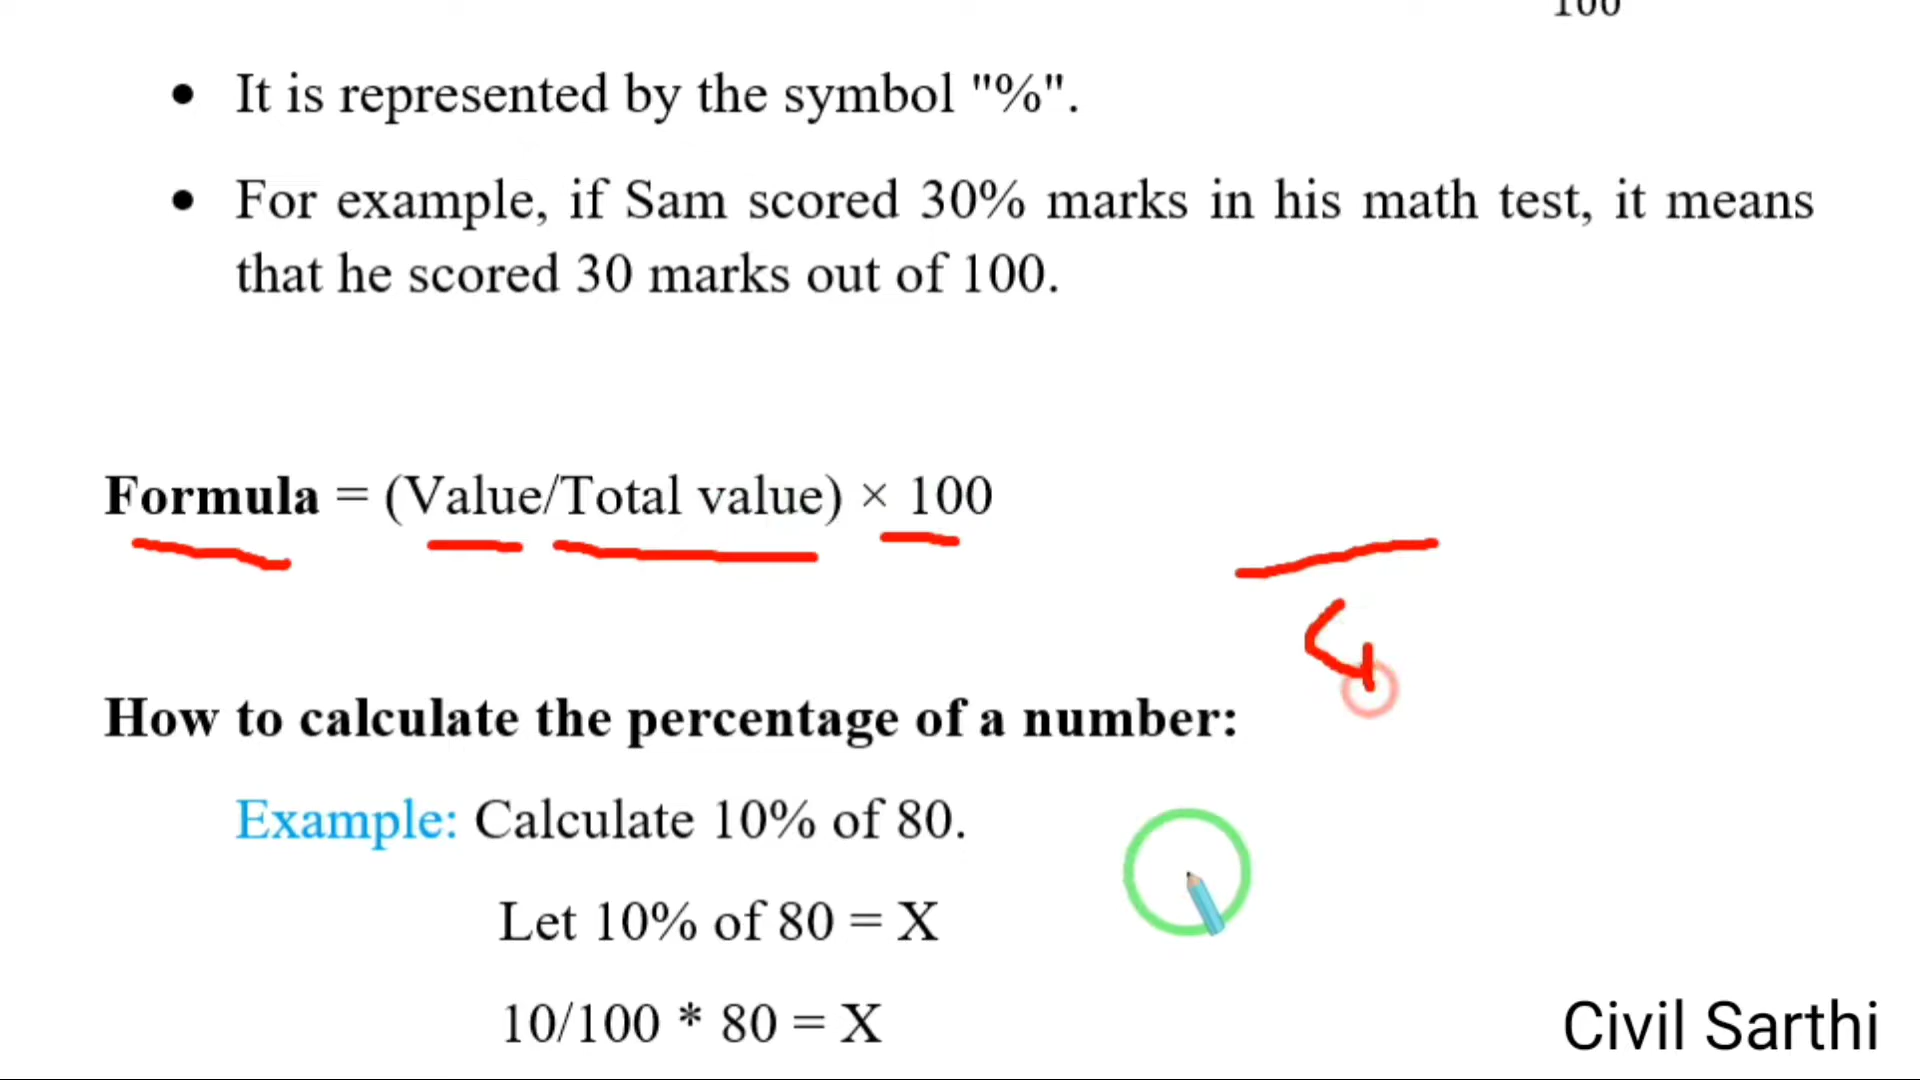 100
• It is represented by the symbol "%".
• For example, if Sam scored 30% marks in his math test, it means
that he scored 30 marks out of 100.
Formula = (Value/Total value) × 100
How to calculate the percentage of a number:
Example: Calculate 10% of 80.
Let 10% of 80 = X
10/100 * 80 = X
Civil Sarthi